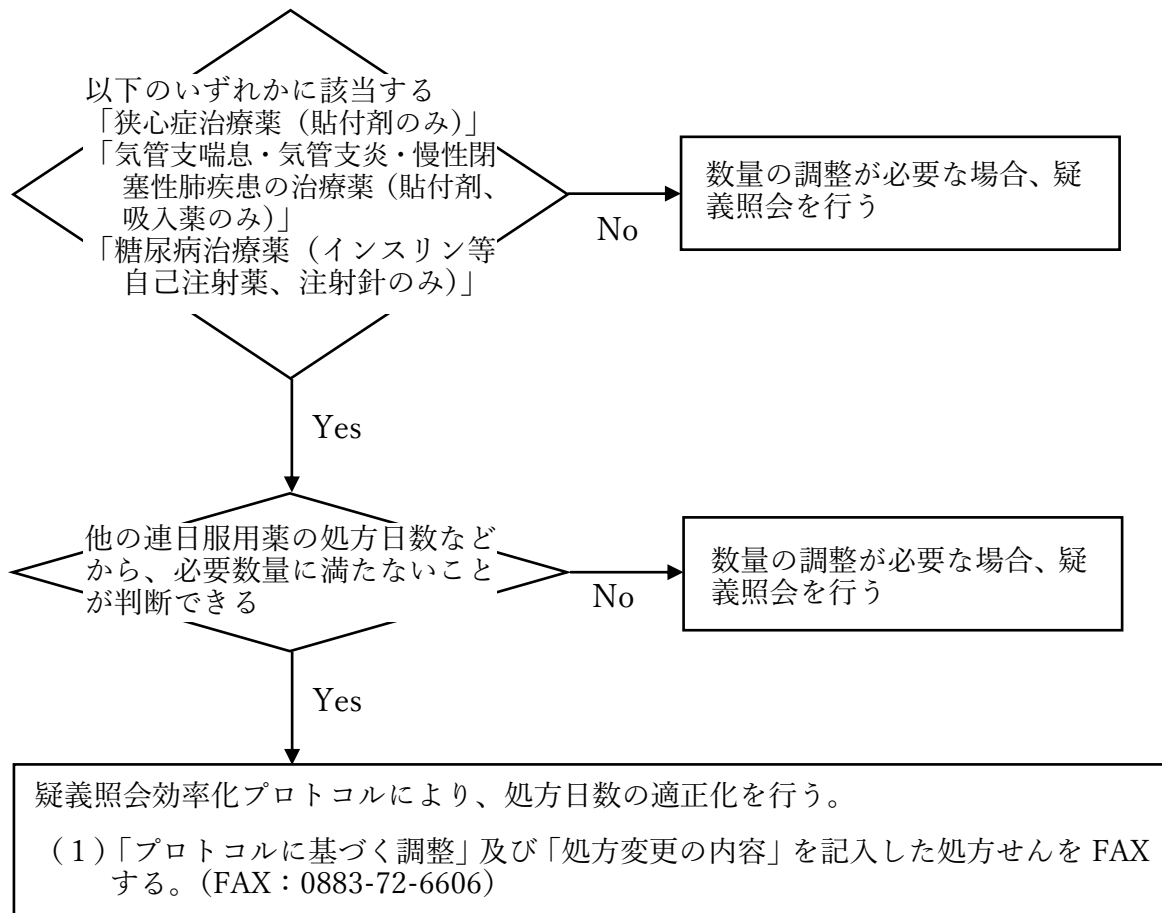 以下のいずれかに該当する
「狭心症治療薬（貼付剤のみ）」
「気管支喘息・気管支炎・慢性閉
塞性肺疾患の治療薬（貼付剤、
吸入薬のみ）」
「糖尿病治療薬（インスリン等
自己注射薬、注射針のみ）」
No
数量の調整が必要な場合、疑
義照会を行う
Yes
他の連日服用薬の処方日数など
から、必要数量に満たないこと
が判断できる
No
数量の調整が必要な場合、疑
義照会を行う
Yes
疑義照会効率化プロトコルにより、処方日数の適正化を行う。
（１）「プロトコルに基づく調整」及び「処方変更の内容」を記入した処方せんを FAX
する。（FAX：0883-72-6606）